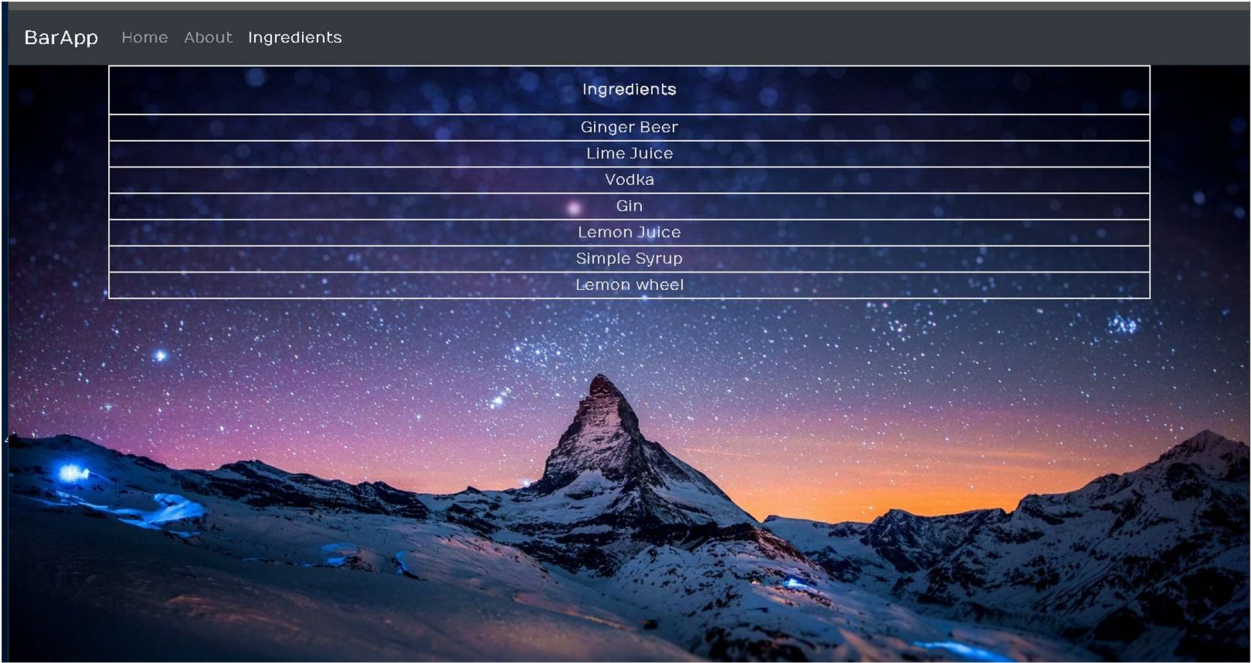 BarApp Home About Ingredients
Ingredients
Ginger Beer
Lime Juice
Vodka
Gin
Lemon Juice
Simple Syrup
Lemon wheel